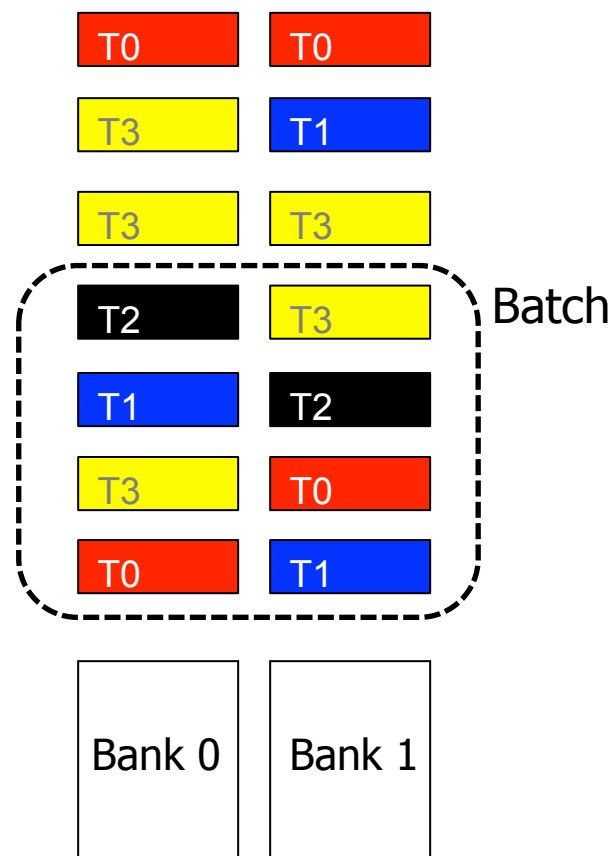 T0 T0
T3 T1
T3 T3
T2 T3 Batch
T1 T2
T3 T0
T0 T1
Bank 0 Bank 1